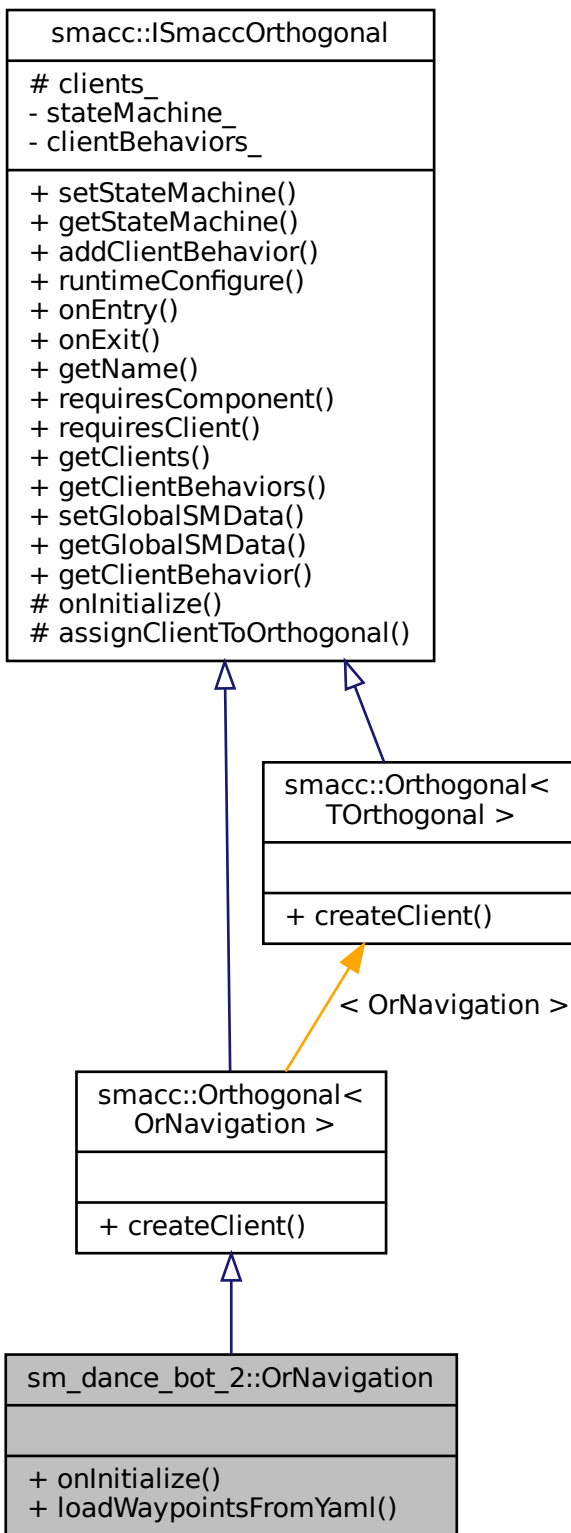 smacc::ISmaccOrthogonal
# clients_
- stateMachine_
- clientBehaviors_
+ setStateMachine()
+ getStateMachine()
+ addClientBehavior()
+ runtimeConfigure()
+ onEntry()
+ onExit()
+ getName()
+ requiresComponent()
+ requiresClient()
+ getClients()
+ getClientBehaviors()
+ setGlobalSMData()
+ getGlobalSMData()
+ getClientBehavior()
# onInitialize()
# assignClientToOrthogonal()
smacc::Orthogonal<
TOrthogonal >
+ createClient()
< OrNavigation >
smacc::Orthogonal<
OrNavigation >
+ createClient()
sm_dance_bot_2::OrNavigation
+ onInitialize()
+ loadWaypointsFromYaml()